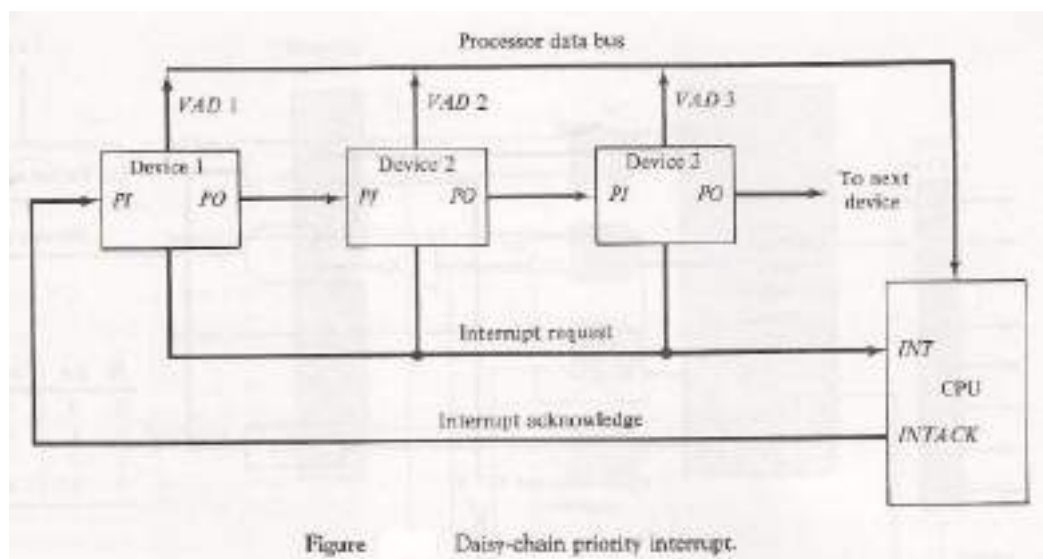 Processor data bus
VAD 1
VAD 2
VAD 3
Device 1
PI
PO
Device 2
PI
PO
Device 3
PI
PO
To next
device
Interrupt request
INT
CPU
Interrupt acknowledge
INTACK
Figure Daisy-chain priority interrupt.